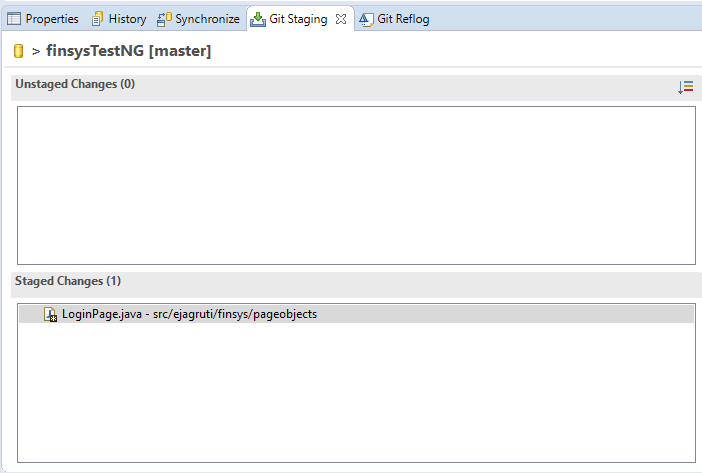 Properties History Synchronize Git Staging Git Reflog
> finsysTestNG [master]
Unstaged Changes (0)
Staged Changes (1)
LoginPage.java - src/ejagruti/finsys/pageobjects